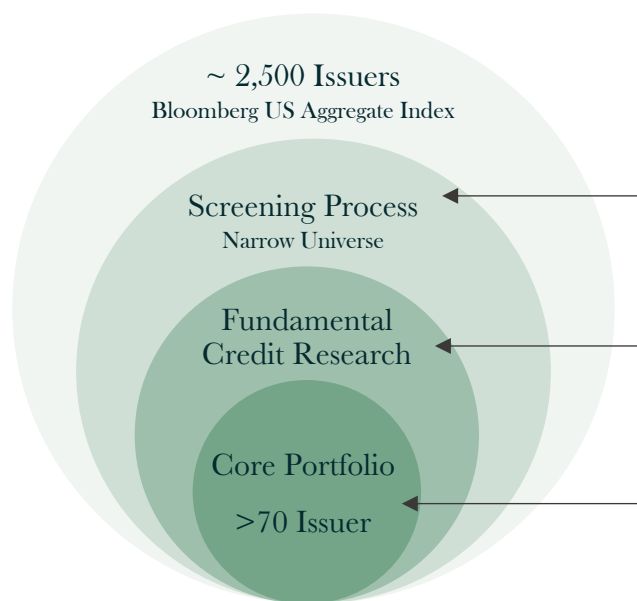 ~ 2,500 Issuers
Bloomberg US Aggregate Index
Screening Process
Narrow Universe
Fundamental
Credit Research
Core Portfolio
>70 Issuer